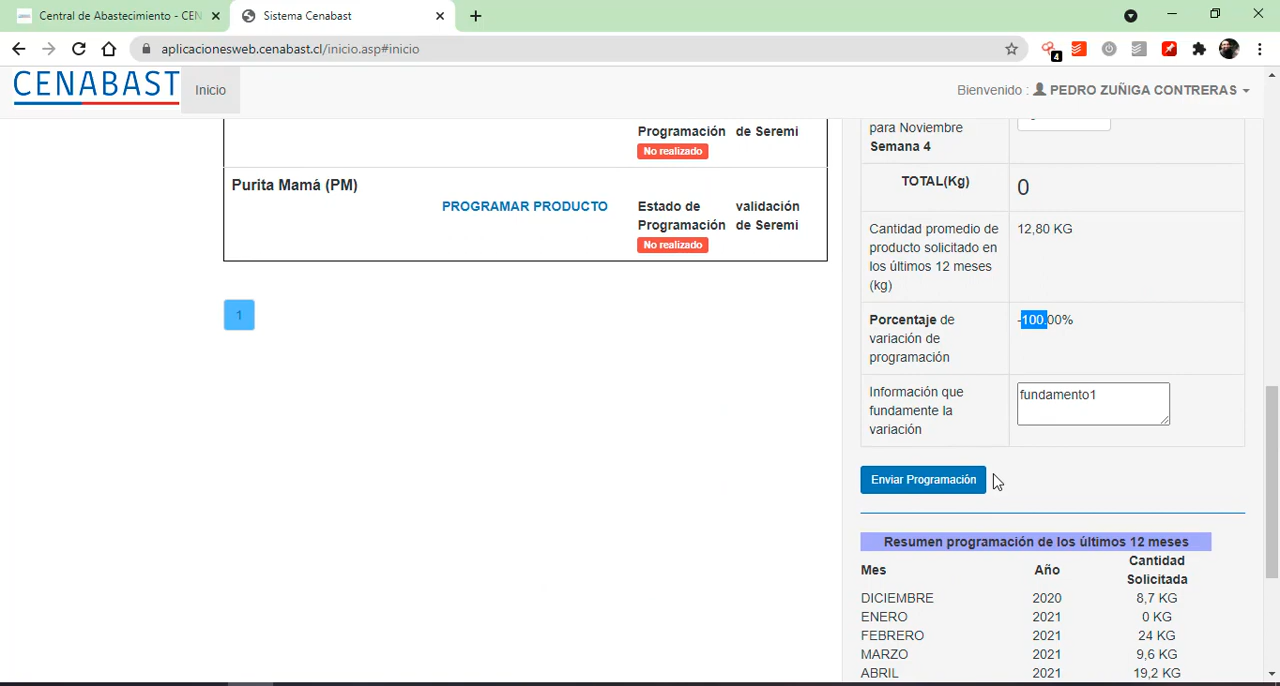 Central de Abastecimiento - CEN
Sistema Cenabast
aplicacionesweb.cenabast.cl/inicio.asp#inicio
4
CENABAST
Inicio
Bienvenido : PEDRO ZUÑIGA CONTRERAS
Programación de Seremi
No realizado
Purita Mamá (PM)
PROGRAMAR PRODUCTO
Estado de validación
Programación de Seremi
No realizado
1
para Noviembre
Semana 4
TOTAL(Kg) 0
Cantidad promedio de 12,80 KG
producto solicitado en
los últimos 12 meses
(kg)
Porcentaje de -100,00%
variación de
programación
Información que fundamento1
fundamente la
variación
Enviar Programación
Resumen programación de los últimos 12 meses
Mes Año Cantidad
Solicitada
DICIEMBRE 2020 8,7 KG
ENERO 2021 0 KG
FEBRERO 2021 24 KG
MARZO 2021 9,6 KG
ABRIL 2021 19,2 KG